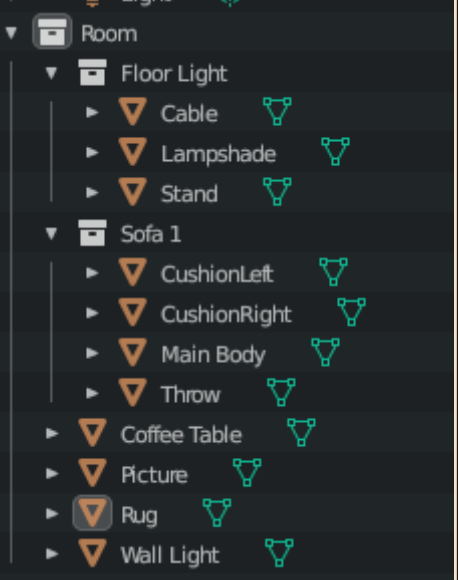 Room
Floor Light
Cable
Lampshade
Stand
Sofa 1
CushionLeft
CushionRight
Main Body
Throw
Coffee Table
Picture
Rug
Wall Light